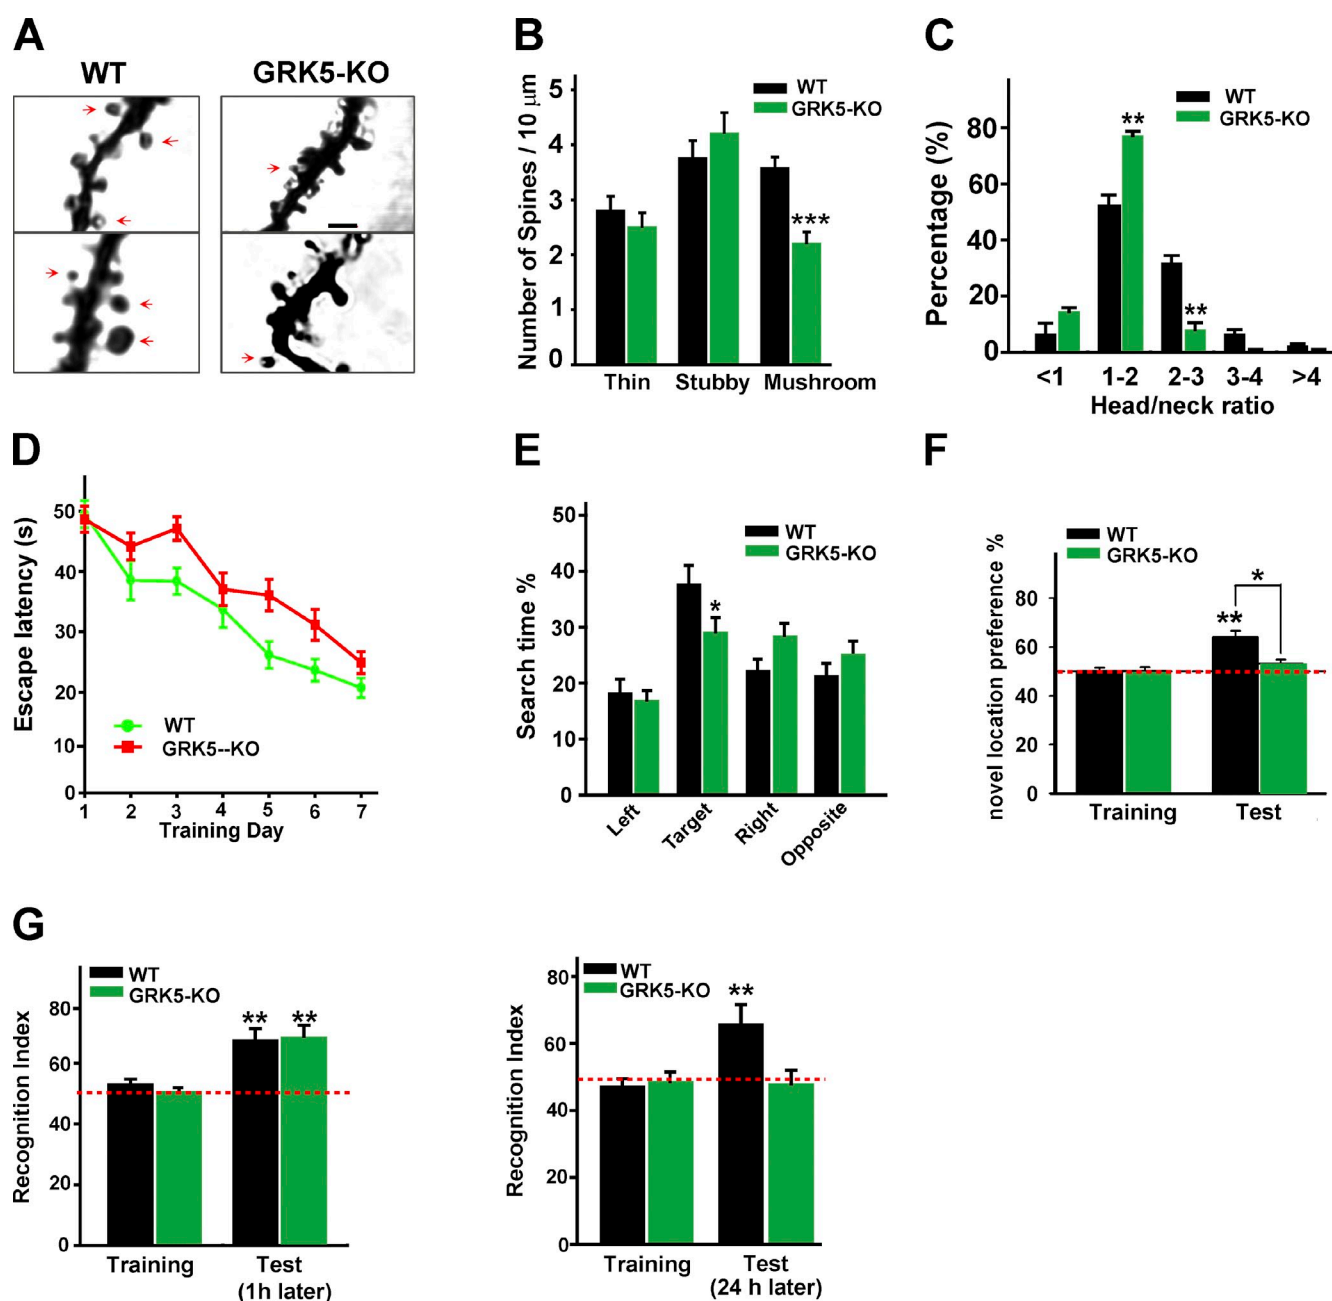 A
WT
GRK5-KO
B
Number of Spines / 10 μm
5
4
3
2
1
0
WT
GRK5-KO
***
Thin
Stubby
Mushroom
C
Percentage (%)
80
60
40
20
0
WT
GRK5-KO
**
**
<1
1-2
2-3
3-4
>4
Head/neck ratio
D
Escape latency (s)
50
40
30
20
10
0
WT
GRK5--KO
1
2
3
4
5
6
7
Training Day
E
Search time %
50
40
30
20
10
0
WT
GRK5-KO
*
Left
Target
Right
Opposite
F
novel location preference %
80
60
40
20
0
WT
GRK5-KO
**
*
Training
Test
G
Recognition Index
80
60
40
20
0
WT
GRK5-KO
**
**
Training
Test
(1h later)
Recognition Index
80
60
40
20
0
WT
GRK5-KO
**
Training
Test
(24 h later)